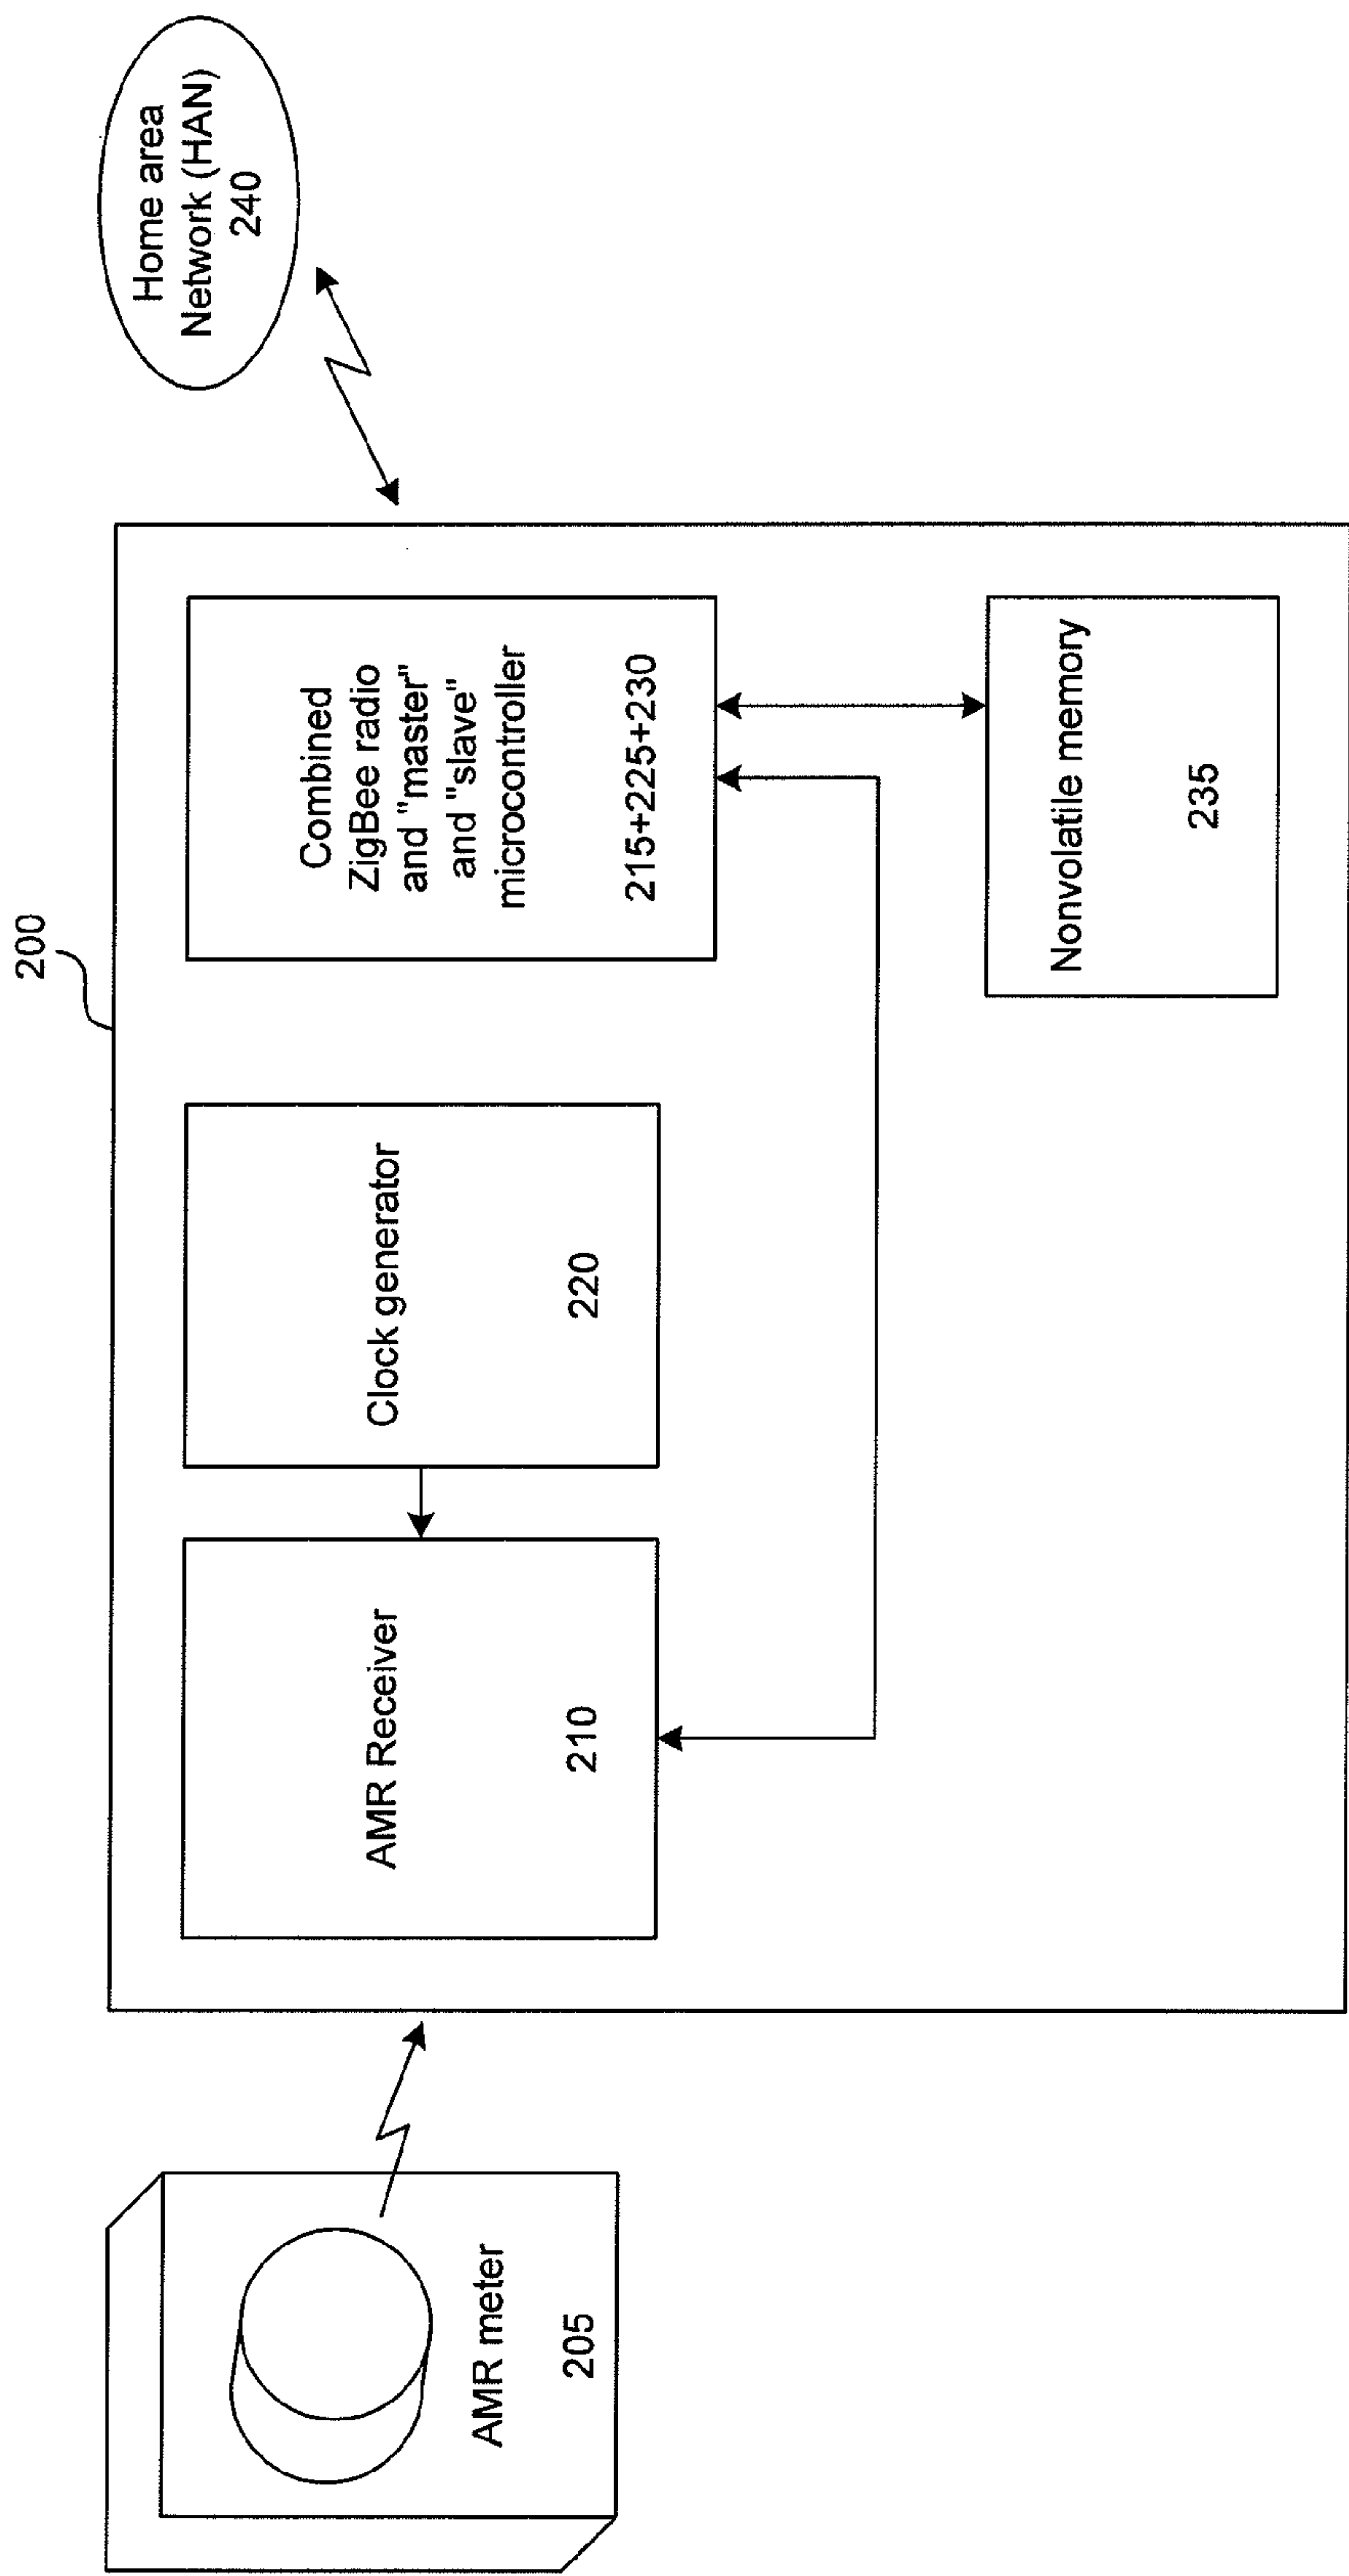 200
AMR meter
205
AMR Receiver
210
Clock generator
220
Combined
ZigBee radio
and "master"
and "slave"
microcontroller
215+225+230
Nonvolatile memory
235
Home area
Network (HAN)
240